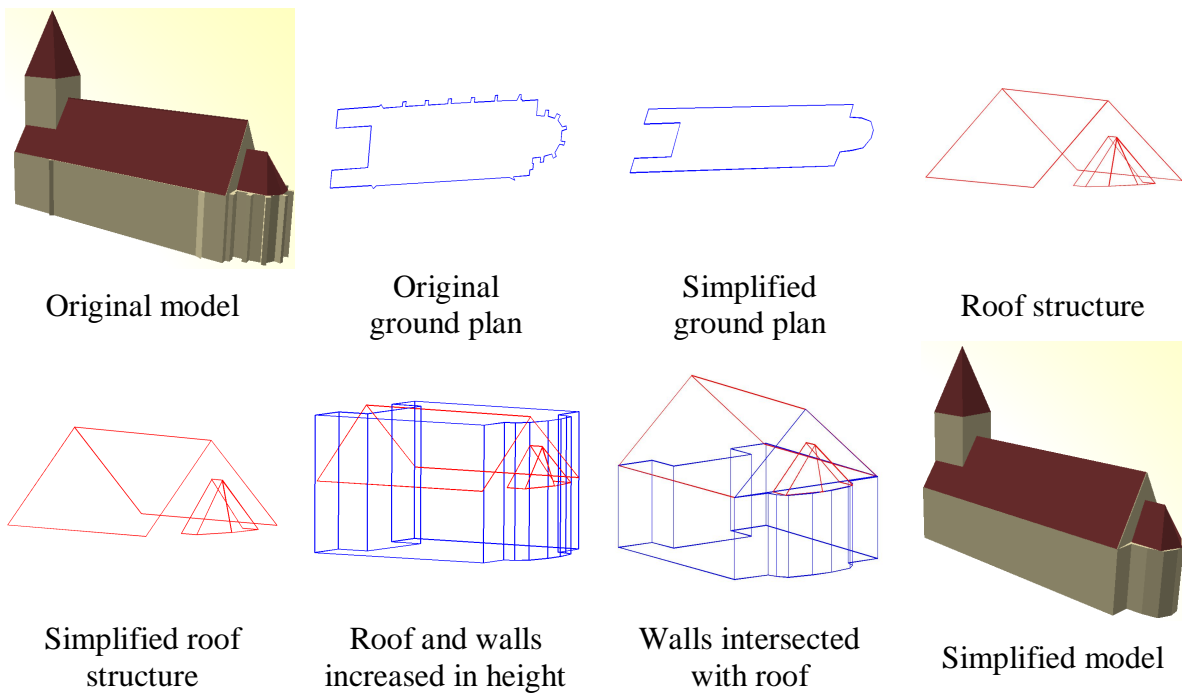 Original model
Original
ground plan
Simplified
ground plan
Roof structure
Simplified roof
structure
Roof and walls
increased in height
Walls intersected
with roof
Simplified model